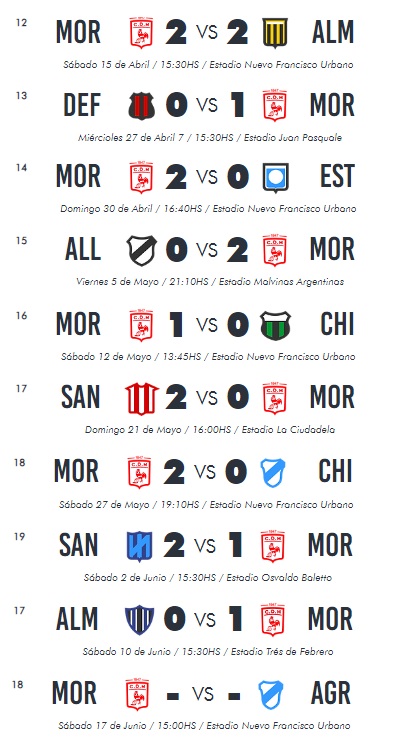 12 MOR 2 VS 2 ALM
Sábado 15 de Abril / 15:30HS / Estadio Nuevo Francisco Urbano
13 DEF 0 VS 1 MOR
Miércoles 27 de Abril 7 / 15:30HS / Estadio Juan Pasquale
14 MOR 2 VS 0 EST
Domingo 30 de Abril / 16:40HS / Estadio Nuevo Francisco Urbano
15 ALL 0 VS 2 MOR
Viernes 5 de Mayo / 21:10HS / Estadio Malvinas Argentinas
16 MOR 1 VS 0 CHI
Sábado 12 de Mayo / 13:45HS / Estadio Nuevo Francisco Urbano
17 SAN 2 VS 0 MOR
Domingo 21 de Mayo / 16:00HS / Estadio La Ciudadela
18 MOR 2 VS 0 CHI
Sábado 27 de Mayo / 19:10HS / Estadio Nuevo Francisco Urbano
19 SAN 2 VS 1 MOR
Sábado 2 de Junio / 15:30HS / Estadio Osvaldo Baletto
17 ALM 0 VS 1 MOR
Sábado 10 de Junio / 15:30HS / Estadio Trés de Febrero
18 MOR - VS - AGR
Sábado 17 de Junio / 15:00HS / Estadio Nuevo Francisco Urbano